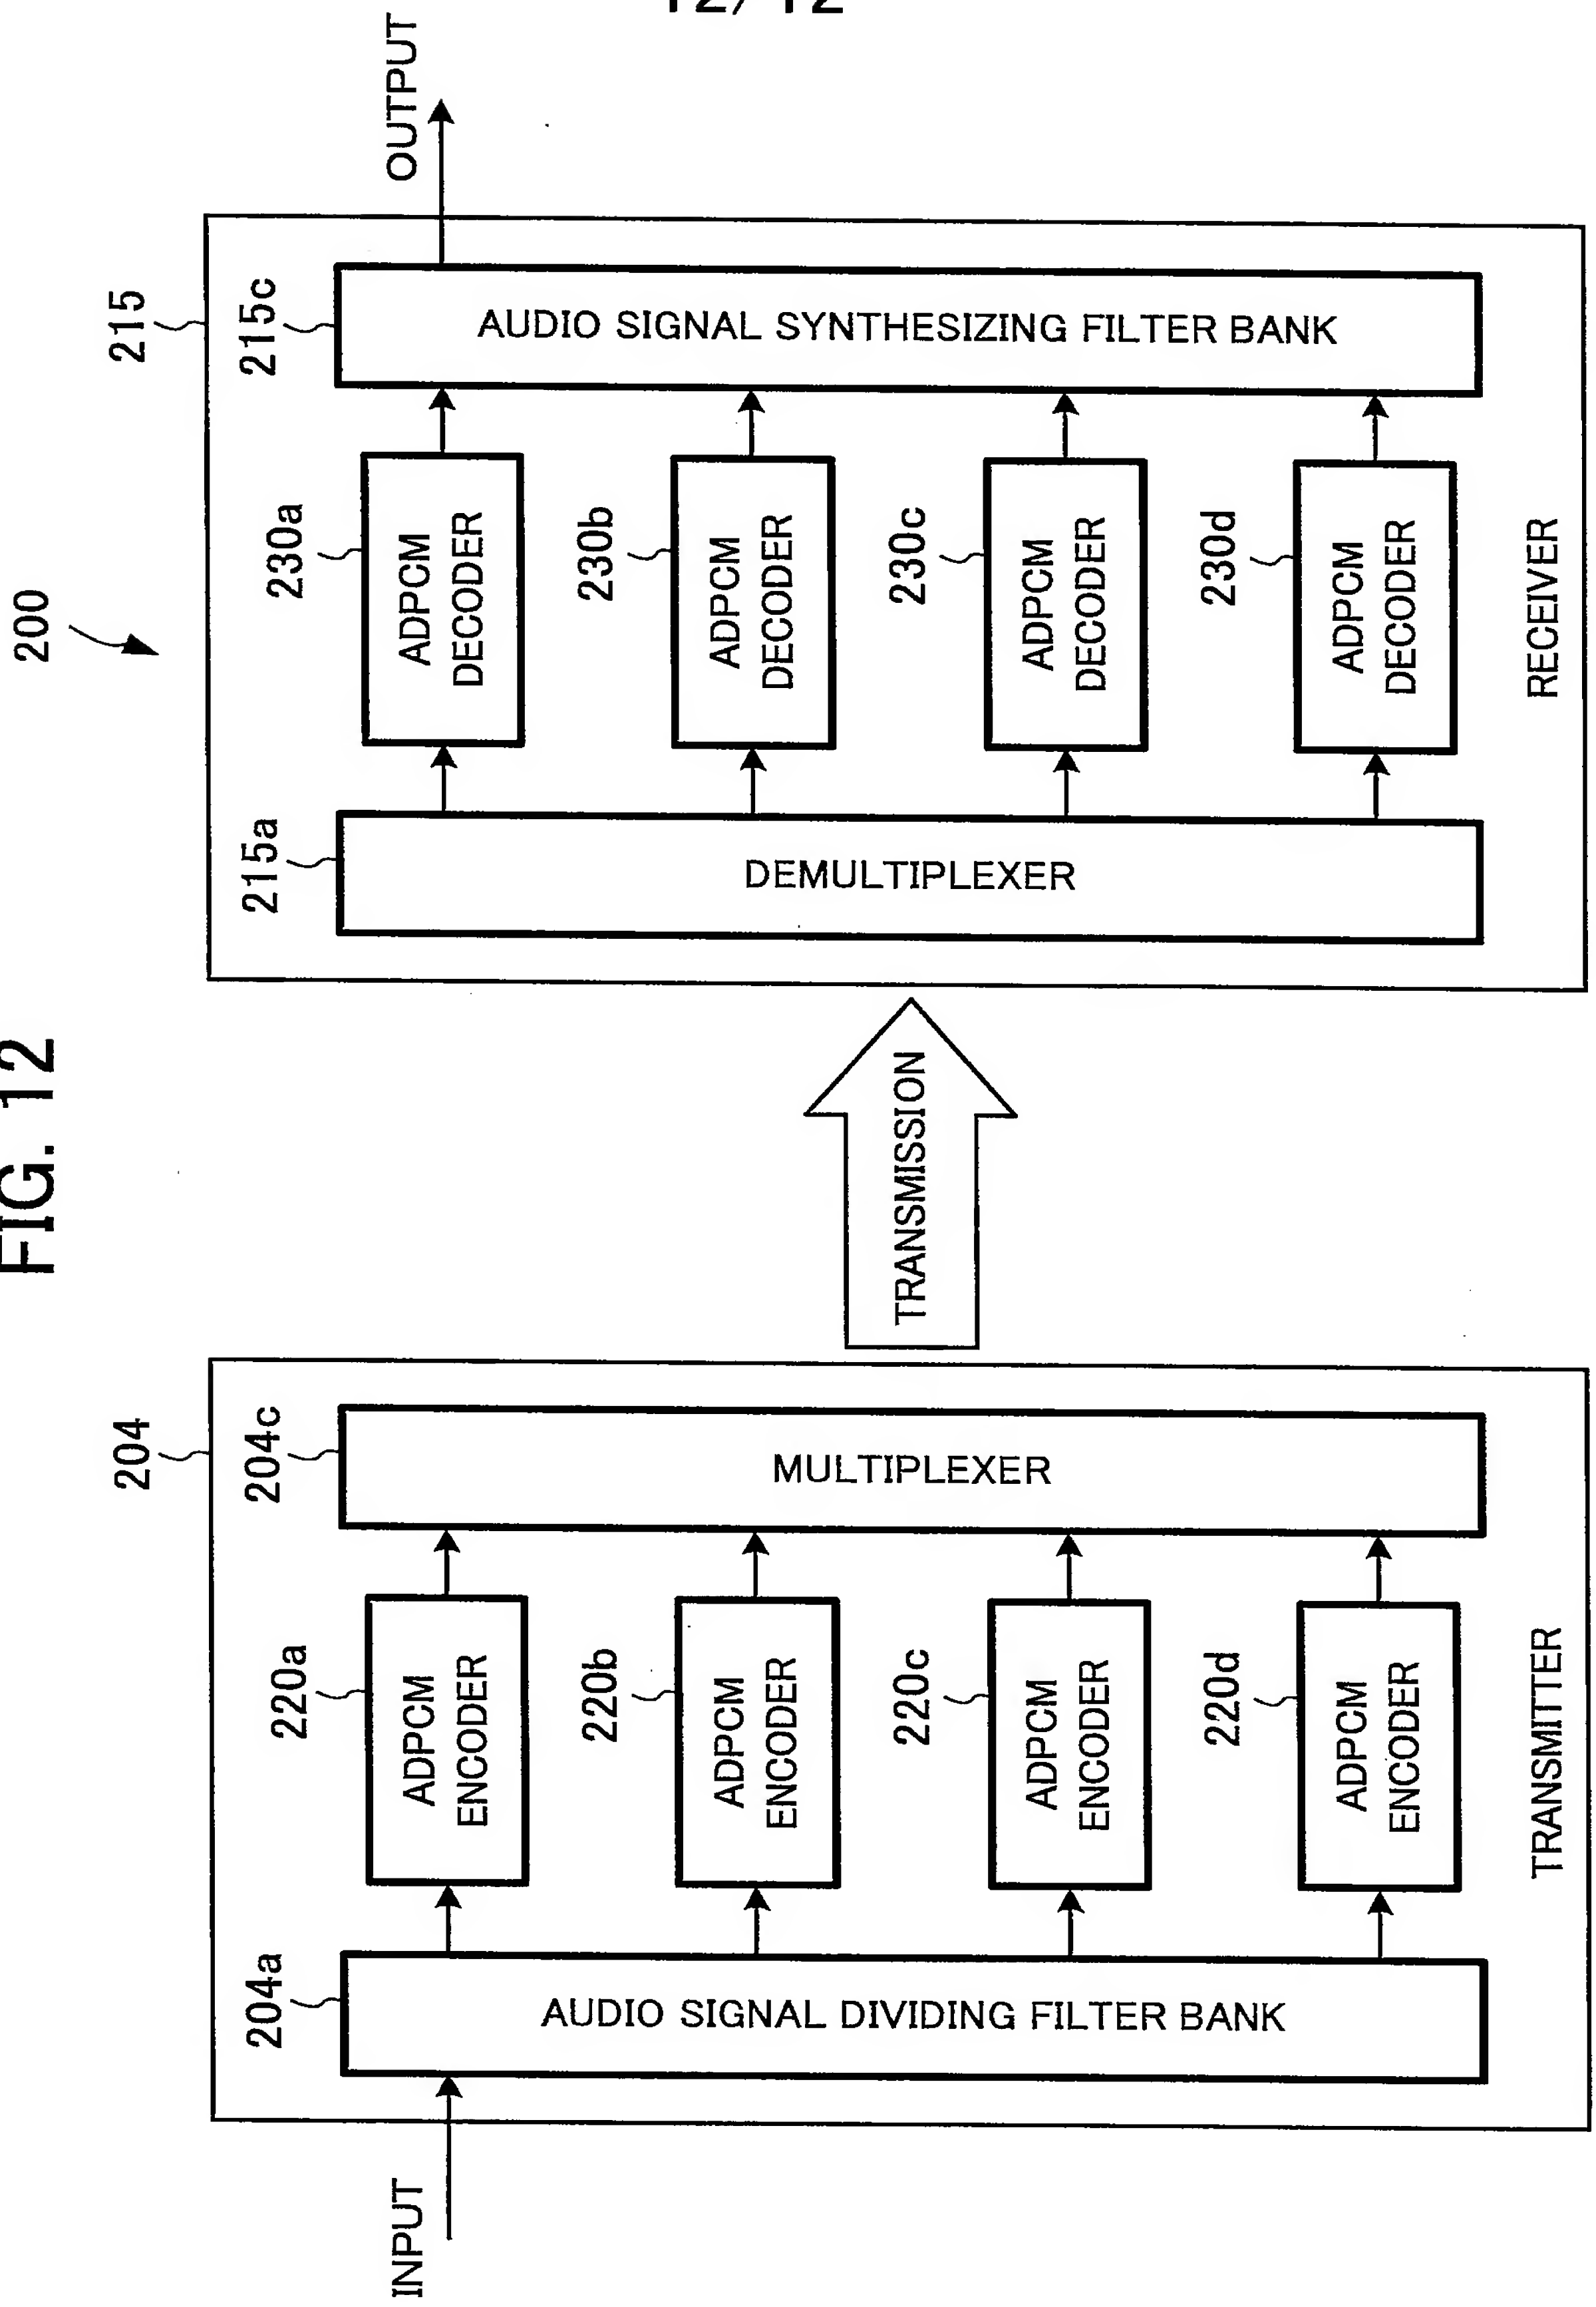 12/12
FIG. 12
200
204
204a
AUDIO SIGNAL DIVIDING FILTER BANK
INPUT
220a
ADPCM
ENCODER
220b
ADPCM
ENCODER
220c
ADPCM
ENCODER
220d
ADPCM
ENCODER
204c
MULTIPLEXER
TRANSMITTER
TRANSMISSION
215
215a
DEMULTIPLEXER
230a
ADPCM
DECODER
230b
ADPCM
DECODER
230c
ADPCM
DECODER
230d
ADPCM
DECODER
215c
AUDIO SIGNAL SYNTHESIZING FILTER BANK
RECEIVER
OUTPUT